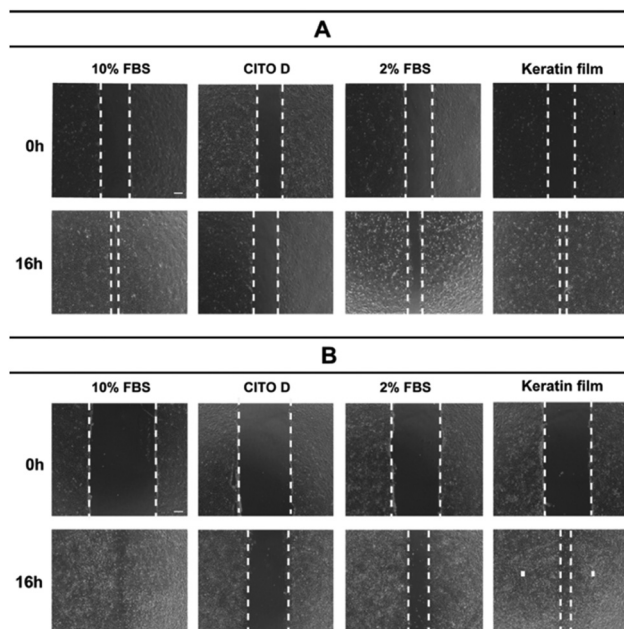 A
10% FBS CITO D 2% FBS Keratin film
0h
16h
B
10% FBS CITO D 2% FBS Keratin film
0h
16h